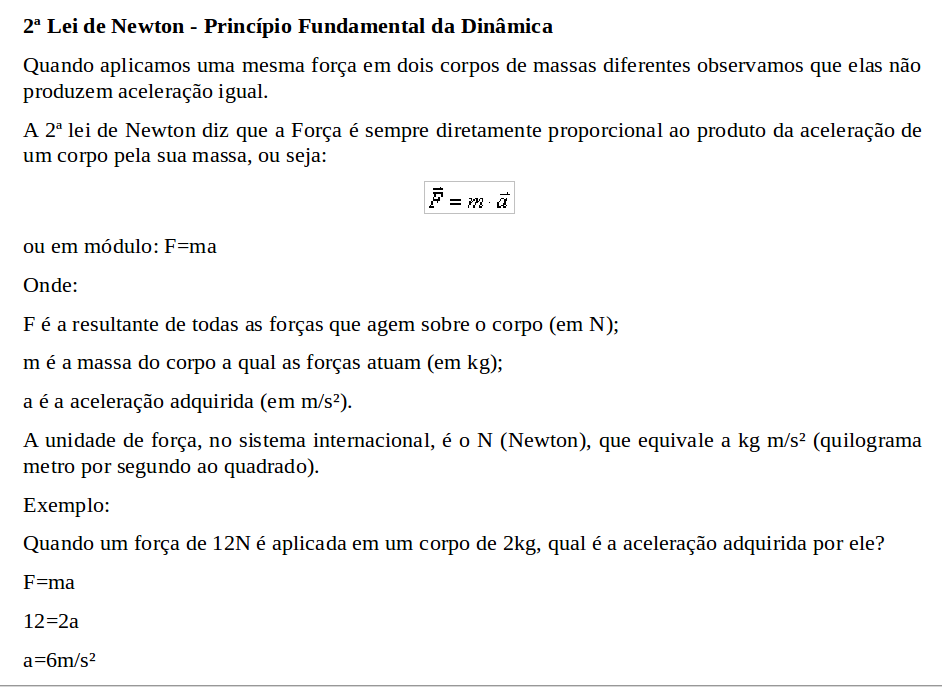 2ª Lei de Newton - Princípio Fundamental da Dinâmica
Quando aplicamos uma mesma força em dois corpos de massas diferentes observamos que elas não
produzem aceleração igual.
A 2ª lei de Newton diz que a Força é sempre diretamente proporcional ao produto da aceleração de
um corpo pela sua massa, ou seja:
F⃗ = m · a⃗
ou em módulo: F=ma
Onde:
F é a resultante de todas as forças que agem sobre o corpo (em N);
m é a massa do corpo a qual as forças atuam (em kg);
a é a aceleração adquirida (em m/s²).
A unidade de força, no sistema internacional, é o N (Newton), que equivale a kg m/s² (quilograma
metro por segundo ao quadrado).
Exemplo:
Quando um força de 12N é aplicada em um corpo de 2kg, qual é a aceleração adquirida por ele?
F=ma
12=2a
a=6m/s²